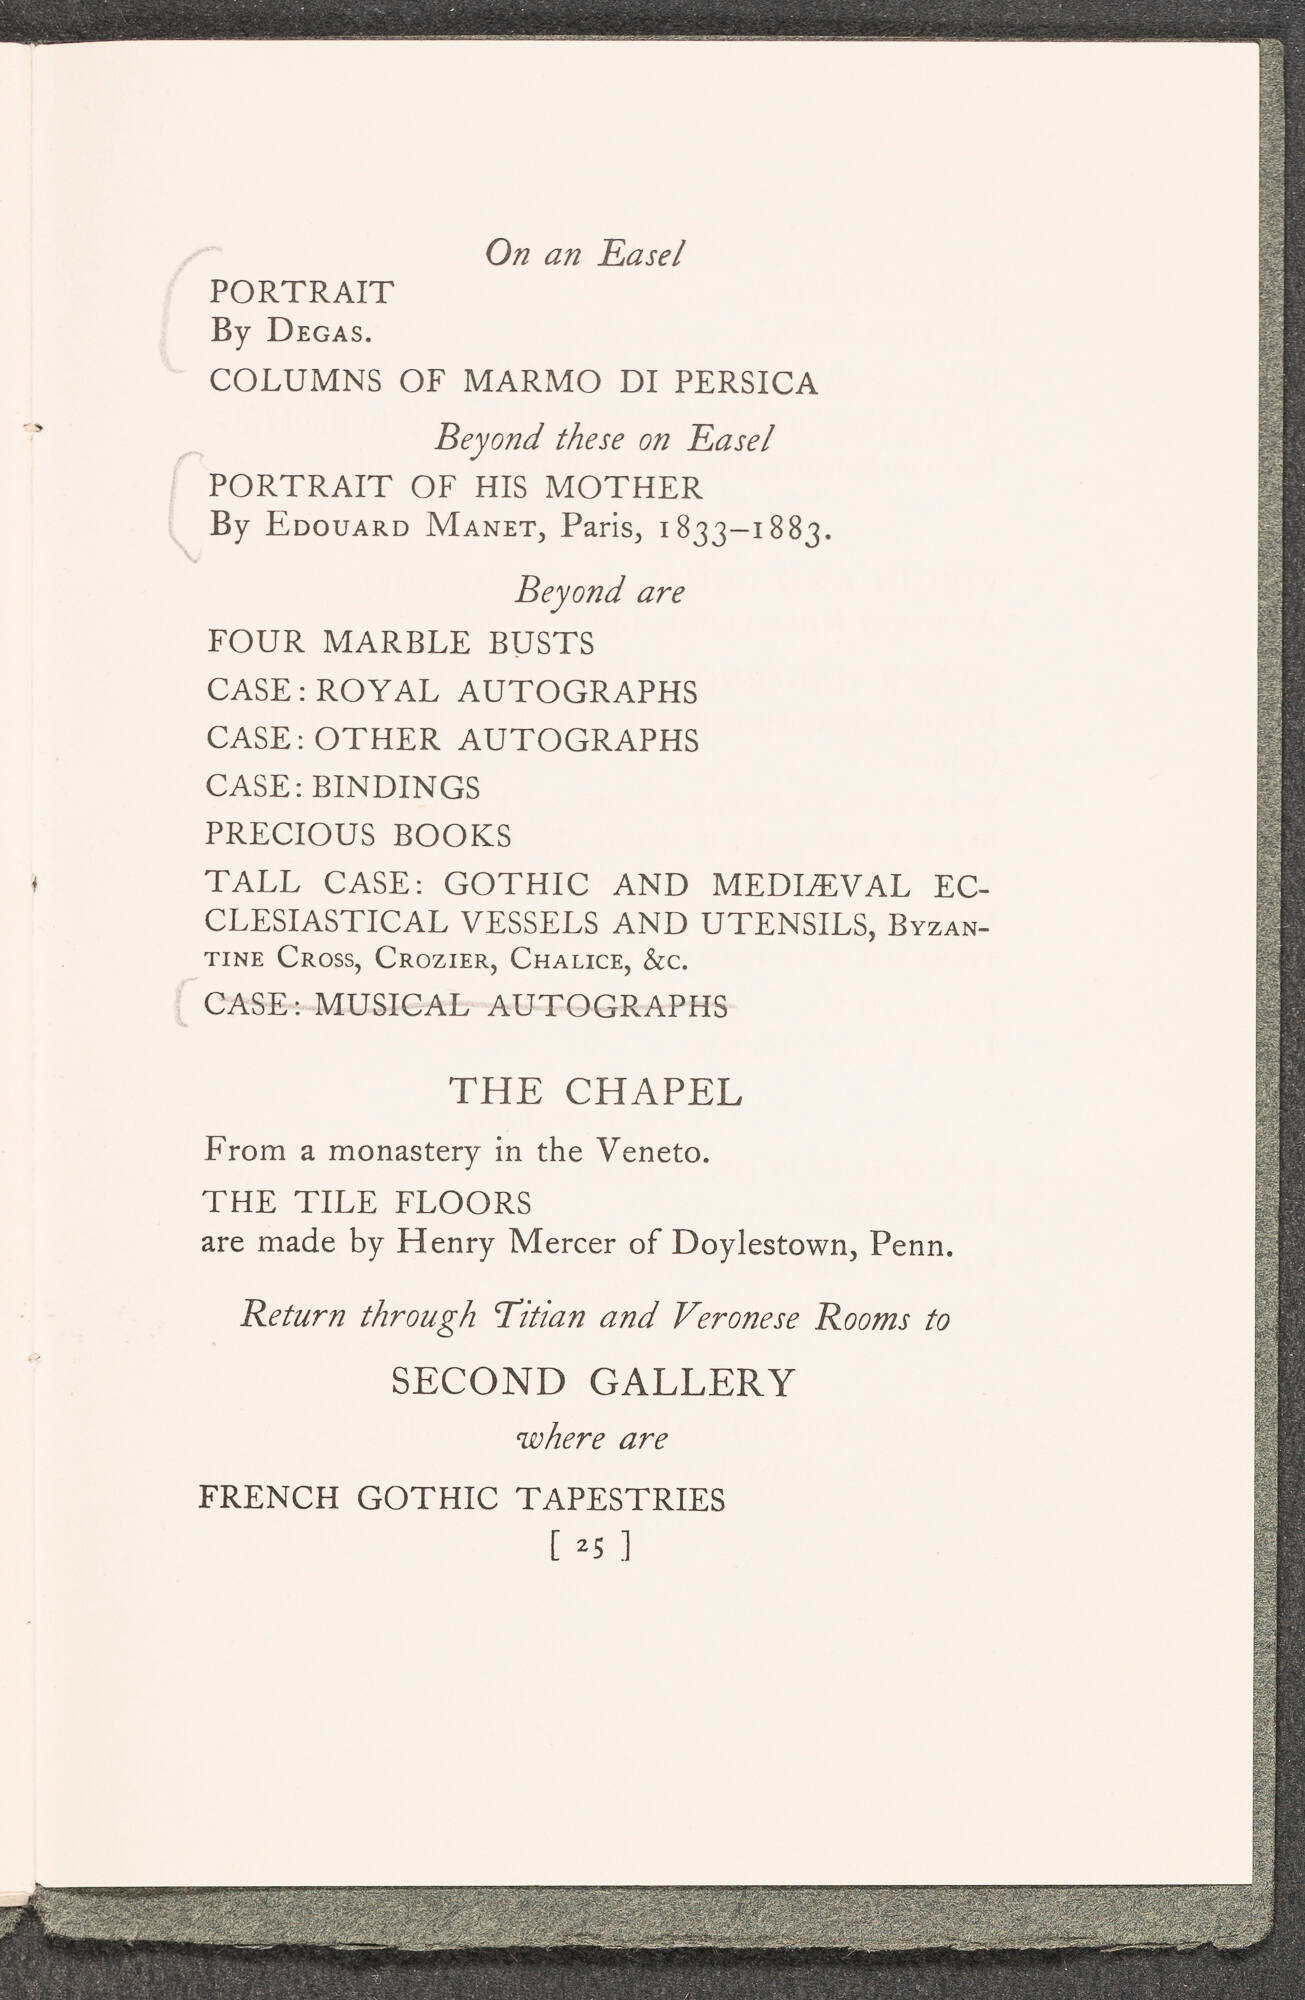 On an Easel
PORTRAIT
By Degas.
COLUMNS OF MARMO DI PERSICA
Beyond these on Easel
PORTRAIT OF HIS MOTHER
By Edouard Manet, Paris, 1833–1883.
Beyond are
FOUR MARBLE BUSTS
CASE: ROYAL AUTOGRAPHS
CASE: OTHER AUTOGRAPHS
CASE: BINDINGS
PRECIOUS BOOKS
TALL CASE: GOTHIC AND MEDIÆVAL EC-
CLESIASTICAL VESSELS AND UTENSILS, Byzan-
tine Cross, Crozier, Chalice, &c.
CASE: MUSICAL AUTOGRAPHS
THE CHAPEL
From a monastery in the Veneto.
THE TILE FLOORS
are made by Henry Mercer of Doylestown, Penn.
Return through Titian and Veronese Rooms to
SECOND GALLERY
where are
FRENCH GOTHIC TAPESTRIES
[ 25 ]